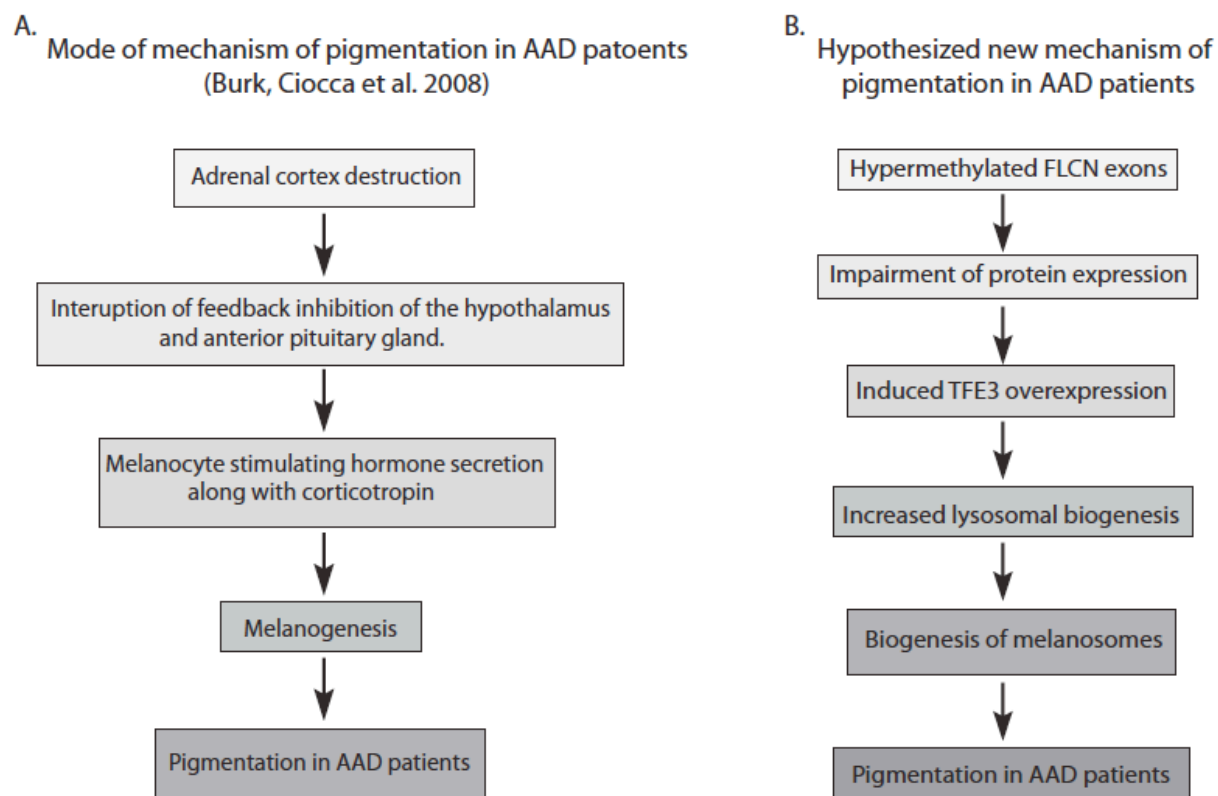 A.
Mode of mechanism of pigmentation in AAD patoents
(Burk, Ciocca et al. 2008)
Adrenal cortex destruction
Interuption of feedback inhibition of the hypothalamus
and anterior pituitary gland.
Melanocyte stimulating hormone secretion
along with corticotropin
Melanogenesis
Pigmentation in AAD patients
B.
Hypothesized new mechanism of
pigmentation in AAD patients
Hypermethylated FLCN exons
Impairment of protein expression
Induced TFE3 overexpression
Increased lysosomal biogenesis
Biogenesis of melanosomes
Pigmentation in AAD patients